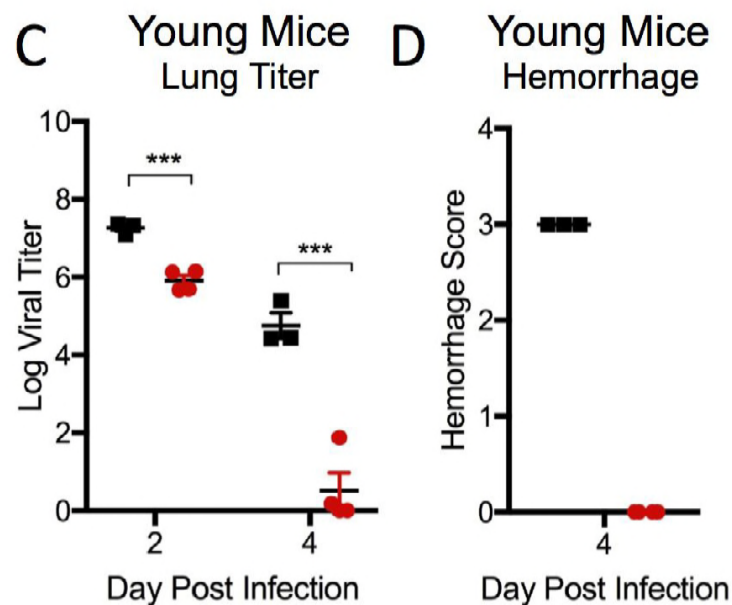 C
Young Mice
Lung Titer
10
8
6
4
2
0
Log Viral Titer
***
***
2
4
Day Post Infection
D
Young Mice
Hemorrhage
4
3
2
1
0
Hemorrhage Score
4
Day Post Infection